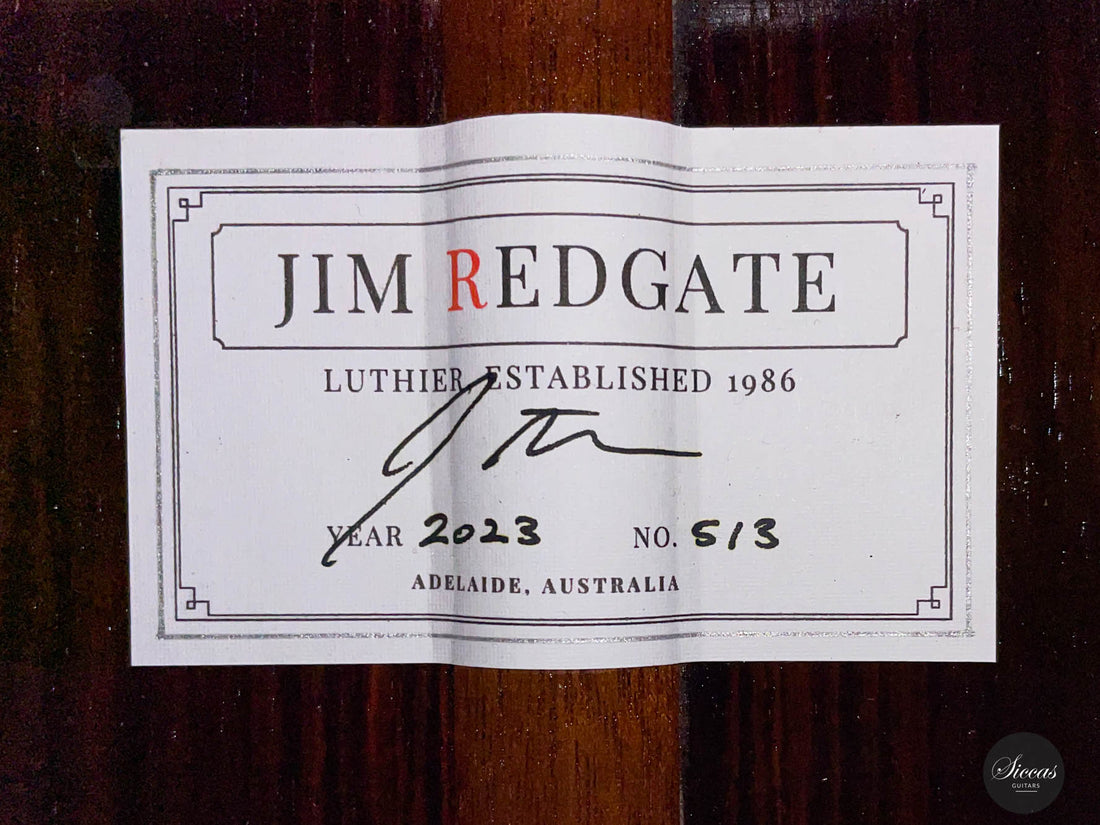 JIM REDGATE
LUTHIER, ESTABLISHED 1986
YEAR 2023 NO. 513
ADELAIDE, AUSTRALIA
Siccas
GUITARS